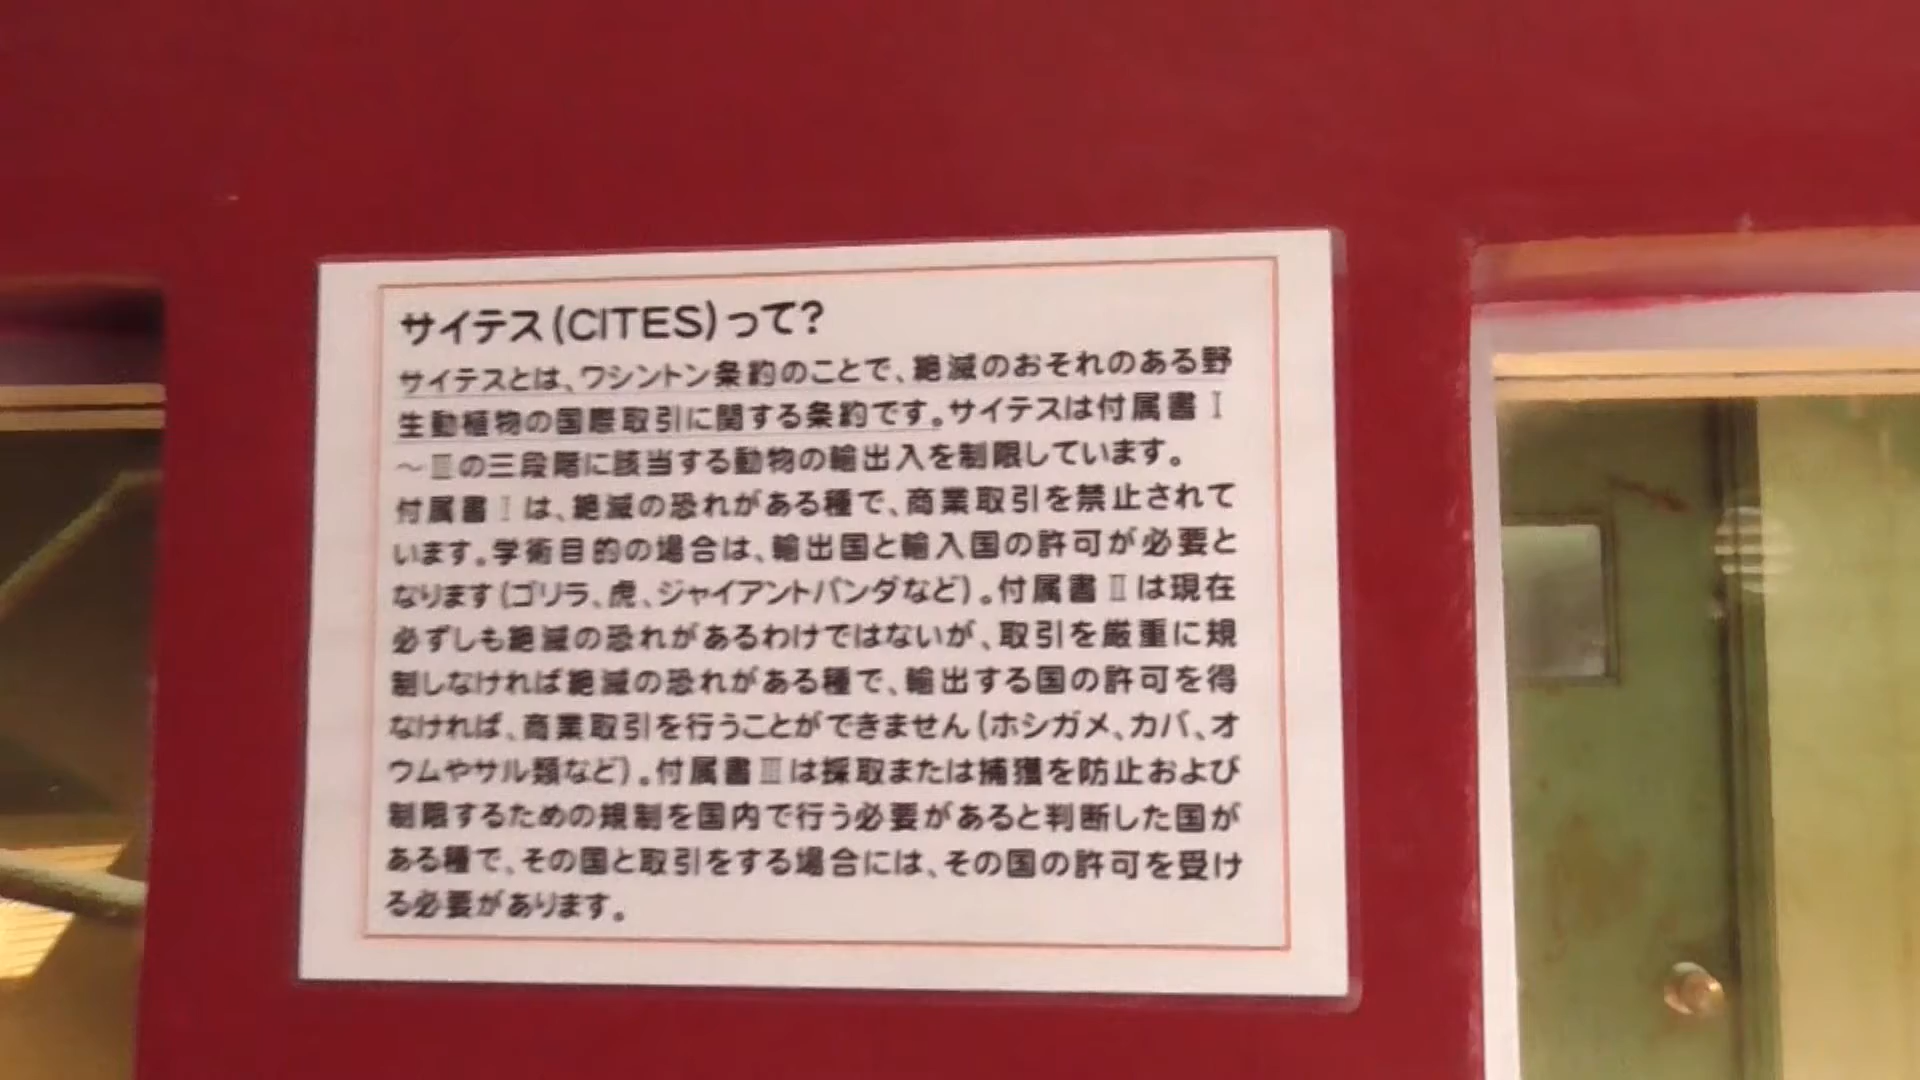 サイテス(CITES)って?
サイテスとは、ワシントン条約のことで、絶滅のおそれのある野
生動植物の国際取引に関する条約です。サイテスは付属書Ⅰ
～Ⅲの三段階に該当する動物の輸出入を制限しています。
付属書Ⅰは、絶滅の恐れがある種で、商業取引を禁止されて
います。学術目的の場合は、輸出国と輸入国の許可が必要と
なります(ゴリラ、虎、ジャイアントパンダなど)。付属書Ⅱは現在
必ずしも絶滅の恐れがあるわけではないが、取引を厳重に規
制しなければ絶滅の恐れがある種で、輸出する国の許可を得
なければ、商業取引を行うことができません(ホシガメ、カバ、オ
ウムやサル類など)。付属書Ⅲは採取または捕獲を防止および
制限するための規制を国内で行う必要があると判断した国が
ある種で、その国と取引をする場合には、その国の許可を受け
る必要があります。